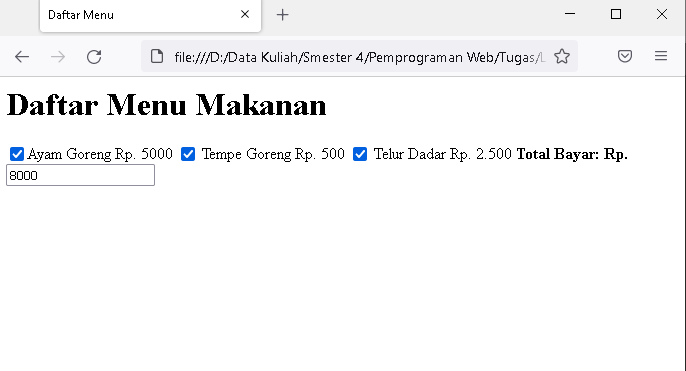 Daftar Menu
file:///D:/Data Kuliah/Smester 4/Pemprograman Web/Tugas/L
Daftar Menu Makanan
Ayam Goreng Rp. 5000 Tempe Goreng Rp. 500 Telur Dadar Rp. 2.500 Total Bayar: Rp.
8000